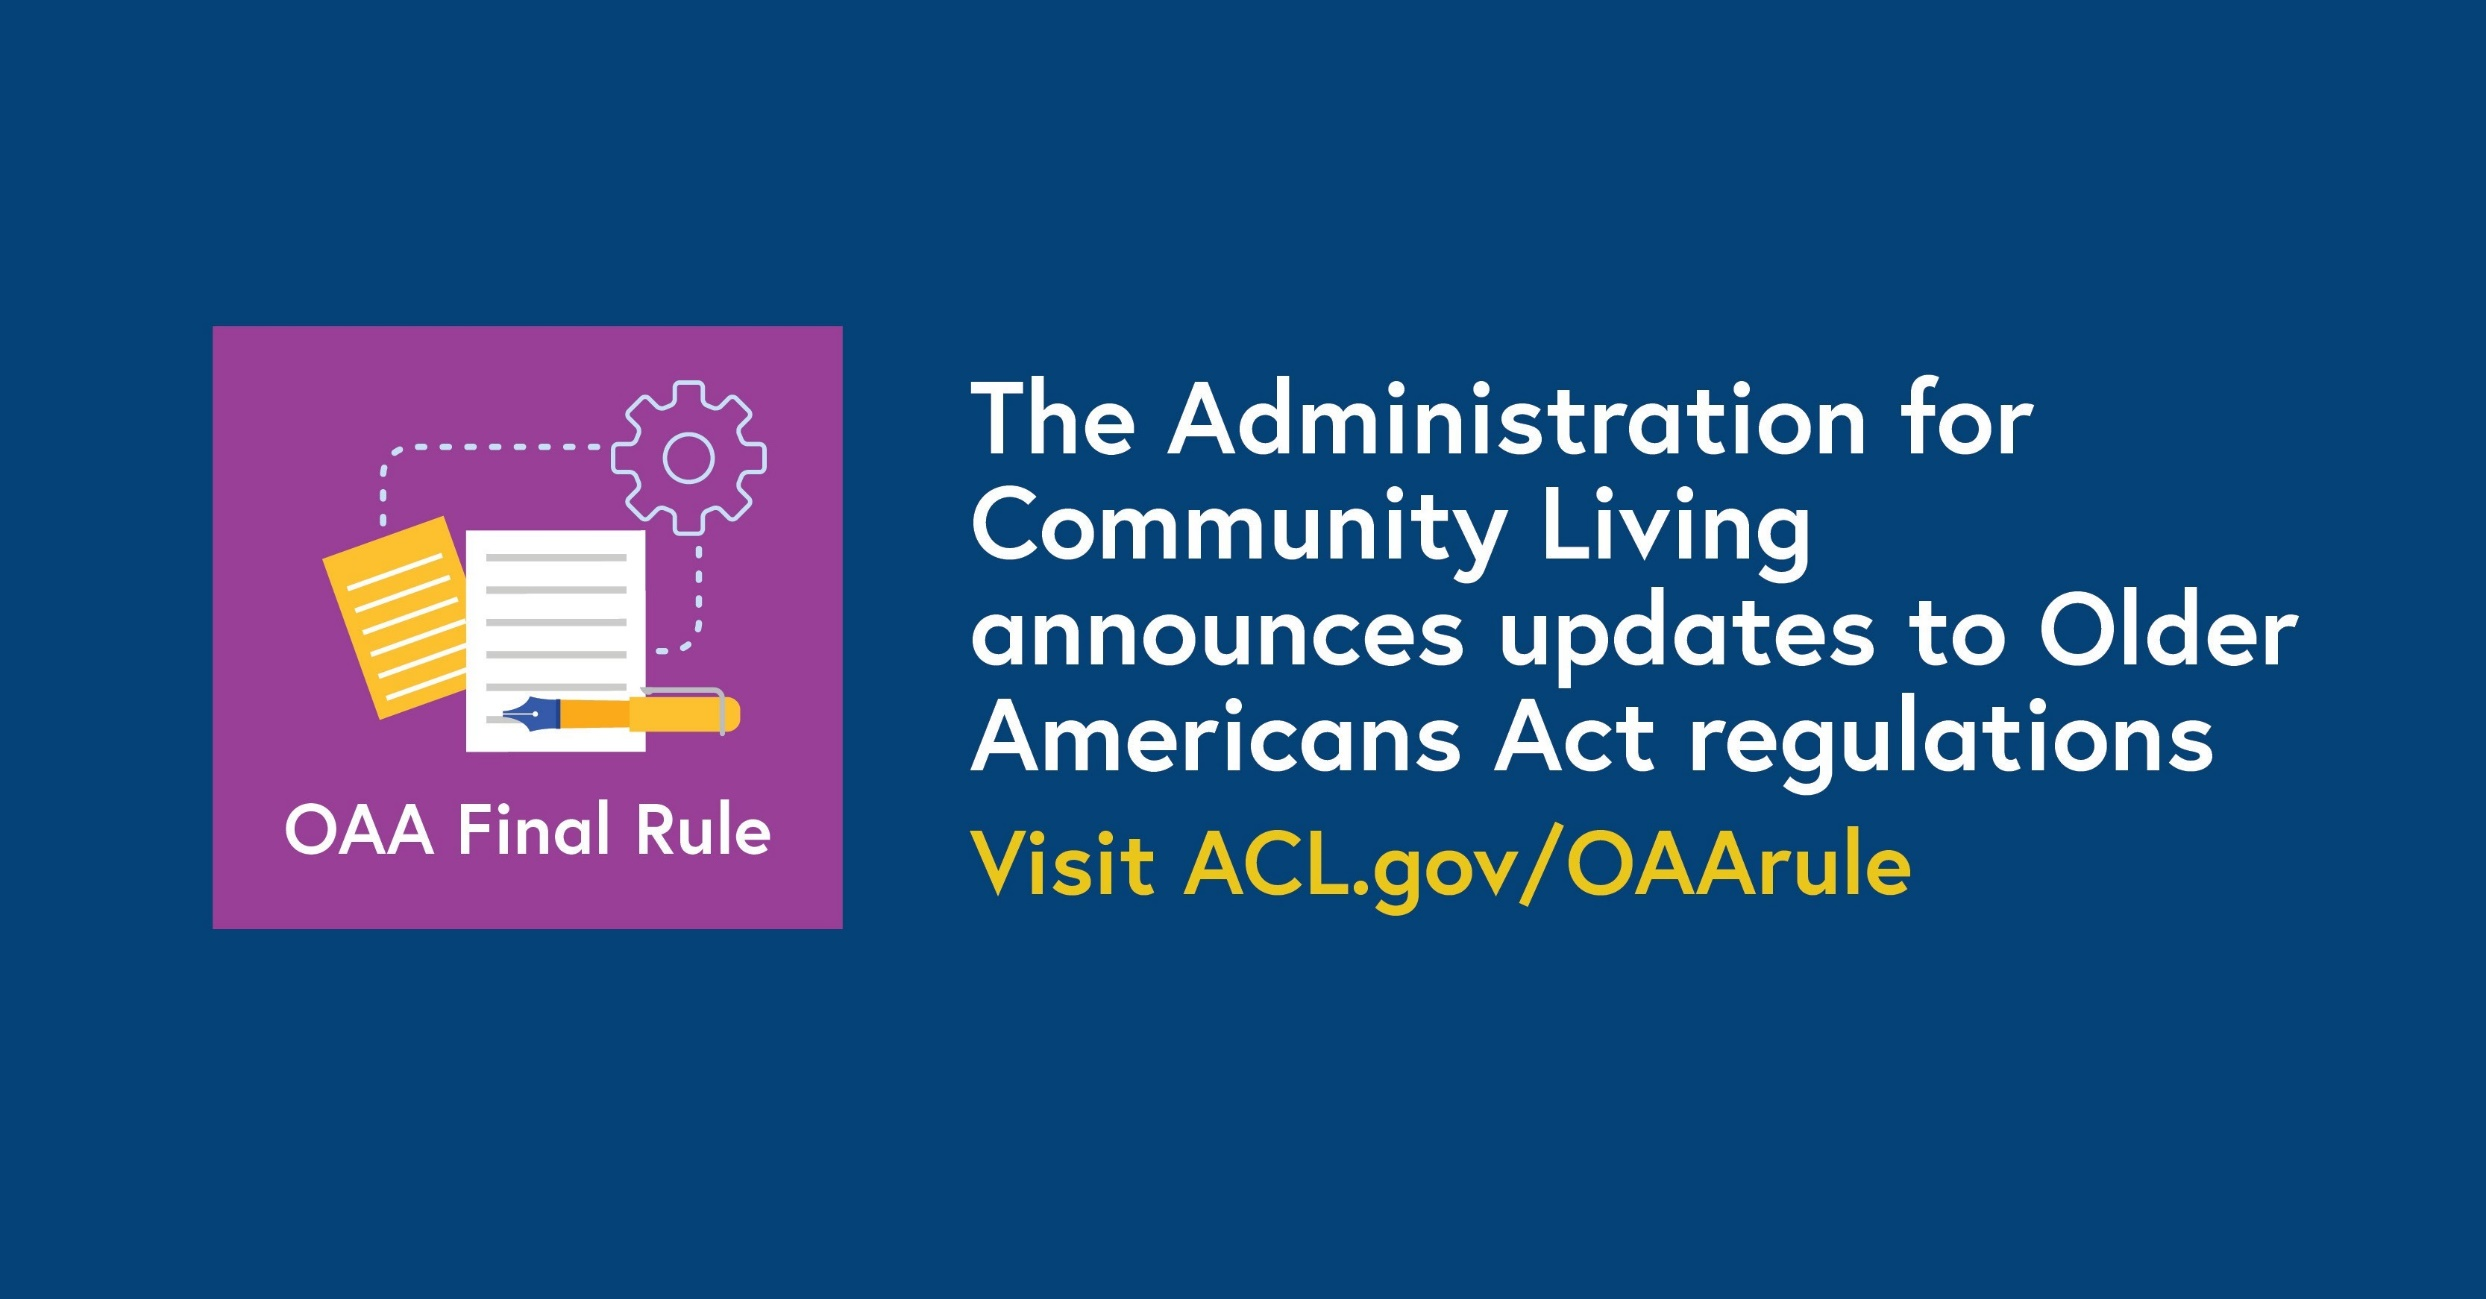 OAA Final Rule
The Administration for
Community Living
announces updates to Older
Americans Act regulations
Visit ACL.gov/OAArule